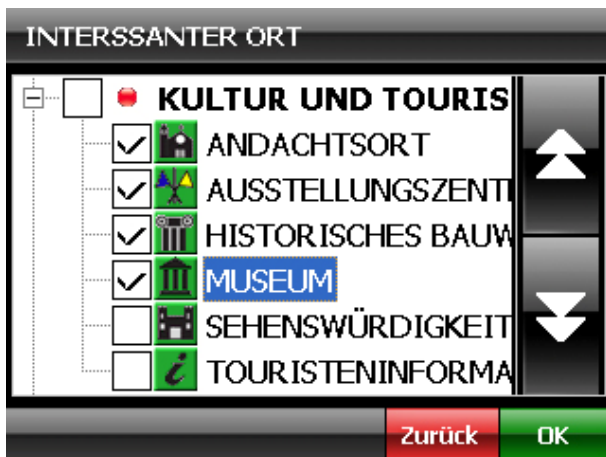 INTERSSANTER ORT
KULTUR UND TOURIS
ANDACHTSORT
AUSSTELLUNGSZENT
HISTORISCHES BAUW
MUSEUM
SEHENSWÜRDIGKEIT
TOURISTENINFORMA
Zurück OK